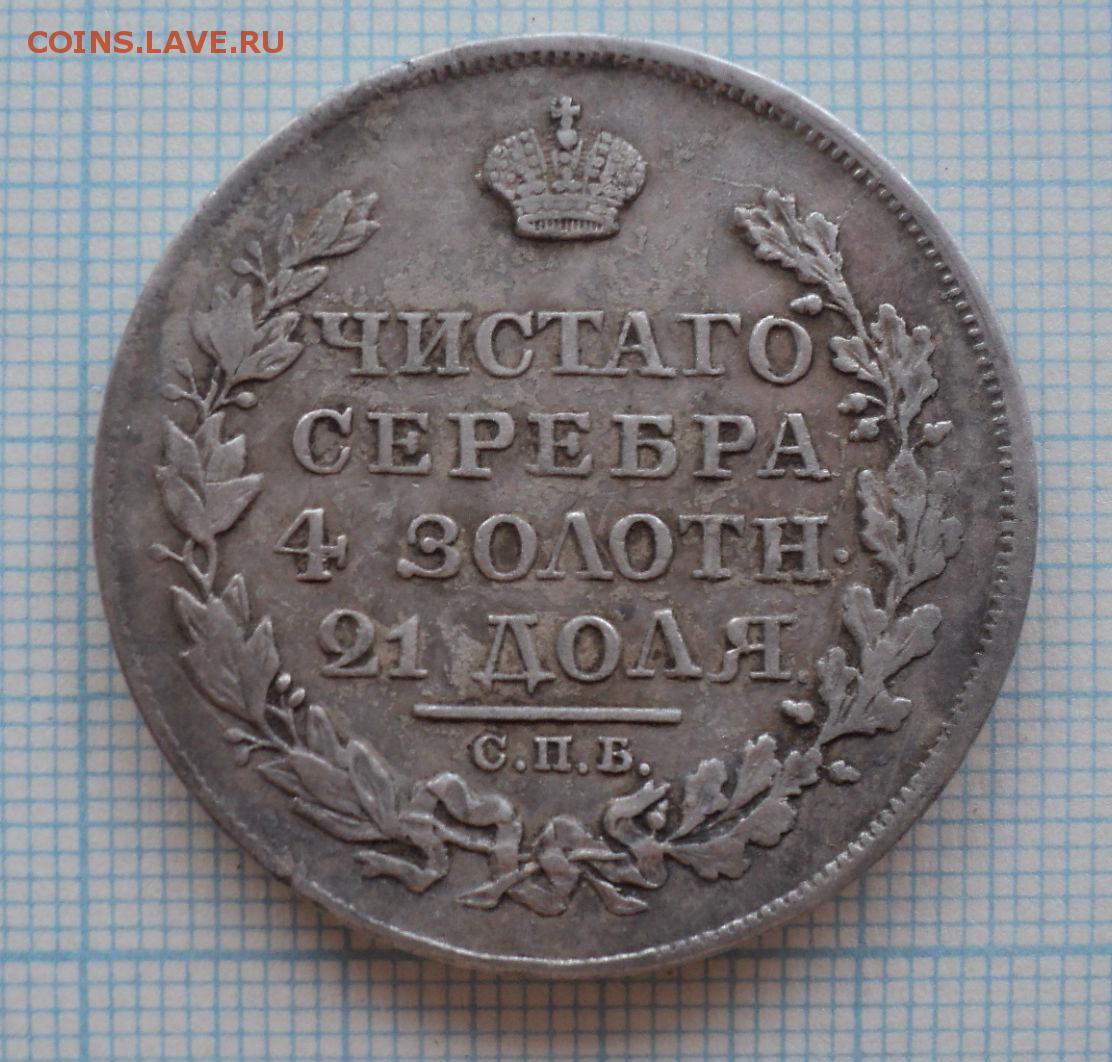 COINS.LAVE.RU
ЧИСТАГО
СЕРЕБРА
4 ЗОЛОТН.
21 ДОЛЯ.
С.П.Б.